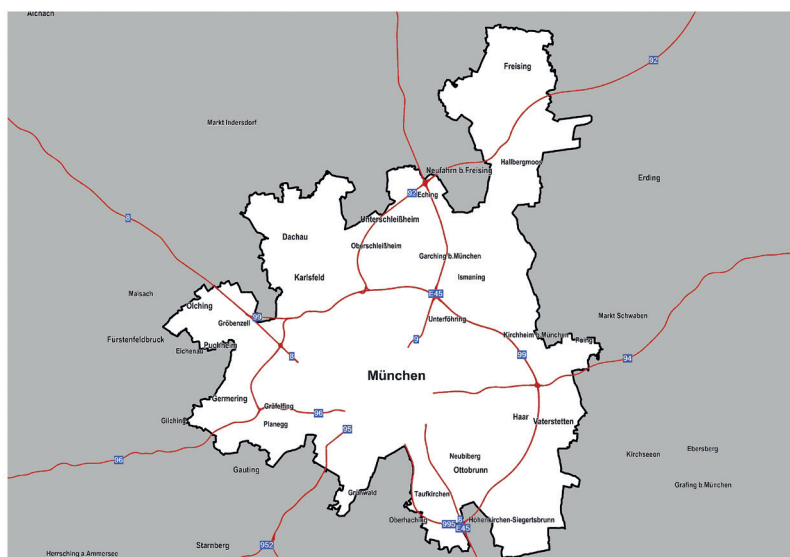 Aichach
Freising
92
Markt Indersdorf
Hallbergmoos
Neufahrn b.Freising
Erding
92
Eching
8
Unterschleißheim
Dachau
Oberschleißheim
Garching b.München
Karlsfeld
Ismaning
Maisach
E45
Olching
99
Gröbenzell
Unterföhring
Markt Schwaben
Fürstenfeldbruck
Puchheim
Eichenau
9
Kirchheim b.München
Poing
8
99
94
München
Germering
Gräfelfing
96
Gilching
Planegg
95
Haar
Vaterstetten
96
Gauting
Neubiberg
Ottobrunn
Kirchseeon
Ebersberg
Grünwald
Taufkirchen
Grafing b.München
Oberhaching
995
8
E45
Höhenkirchen-Siegertsbrunn
Starnberg
952
Herrsching a Ammersee